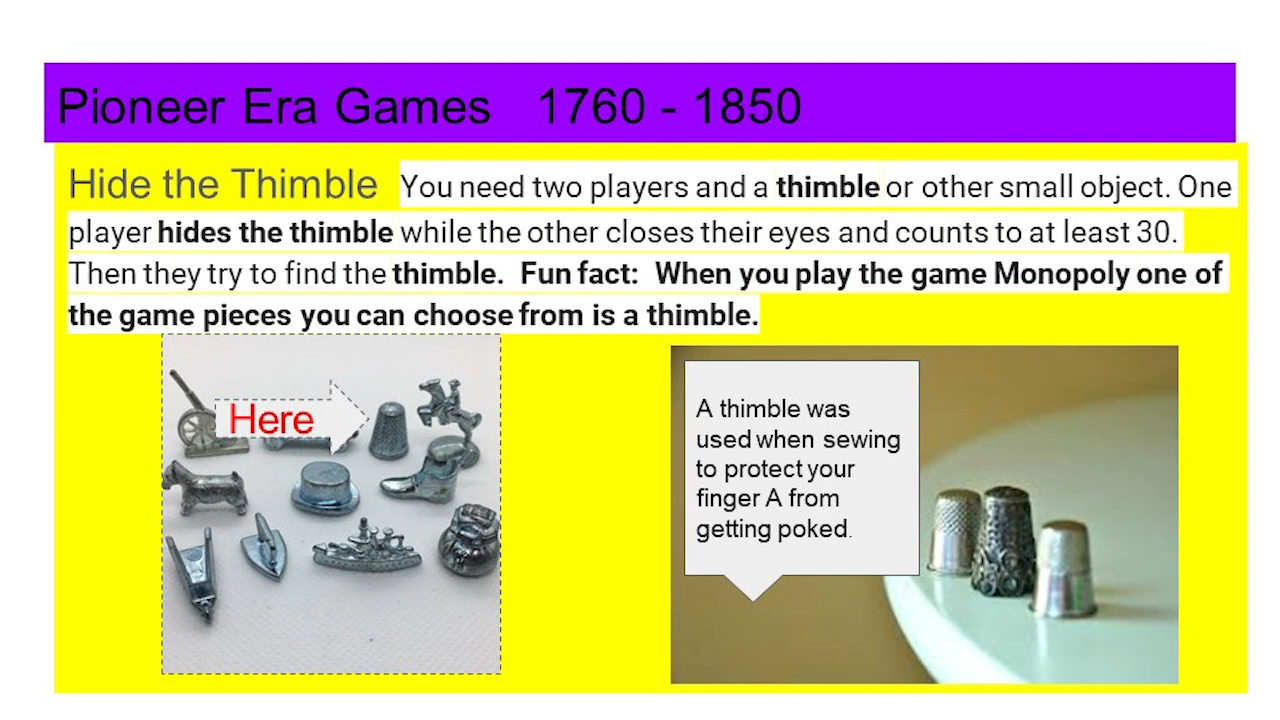 Pioneer Era Games 1760 - 1850
Hide the Thimble You need two players and a thimble or other small object. One
player hides the thimble while the other closes their eyes and counts to at least 30.
Then they try to find the thimble. Fun fact: When you play the game Monopoly one of
the game pieces you can choose from is a thimble.
Here
A thimble was
used when sewing
to protect your
finger A from
getting poked.